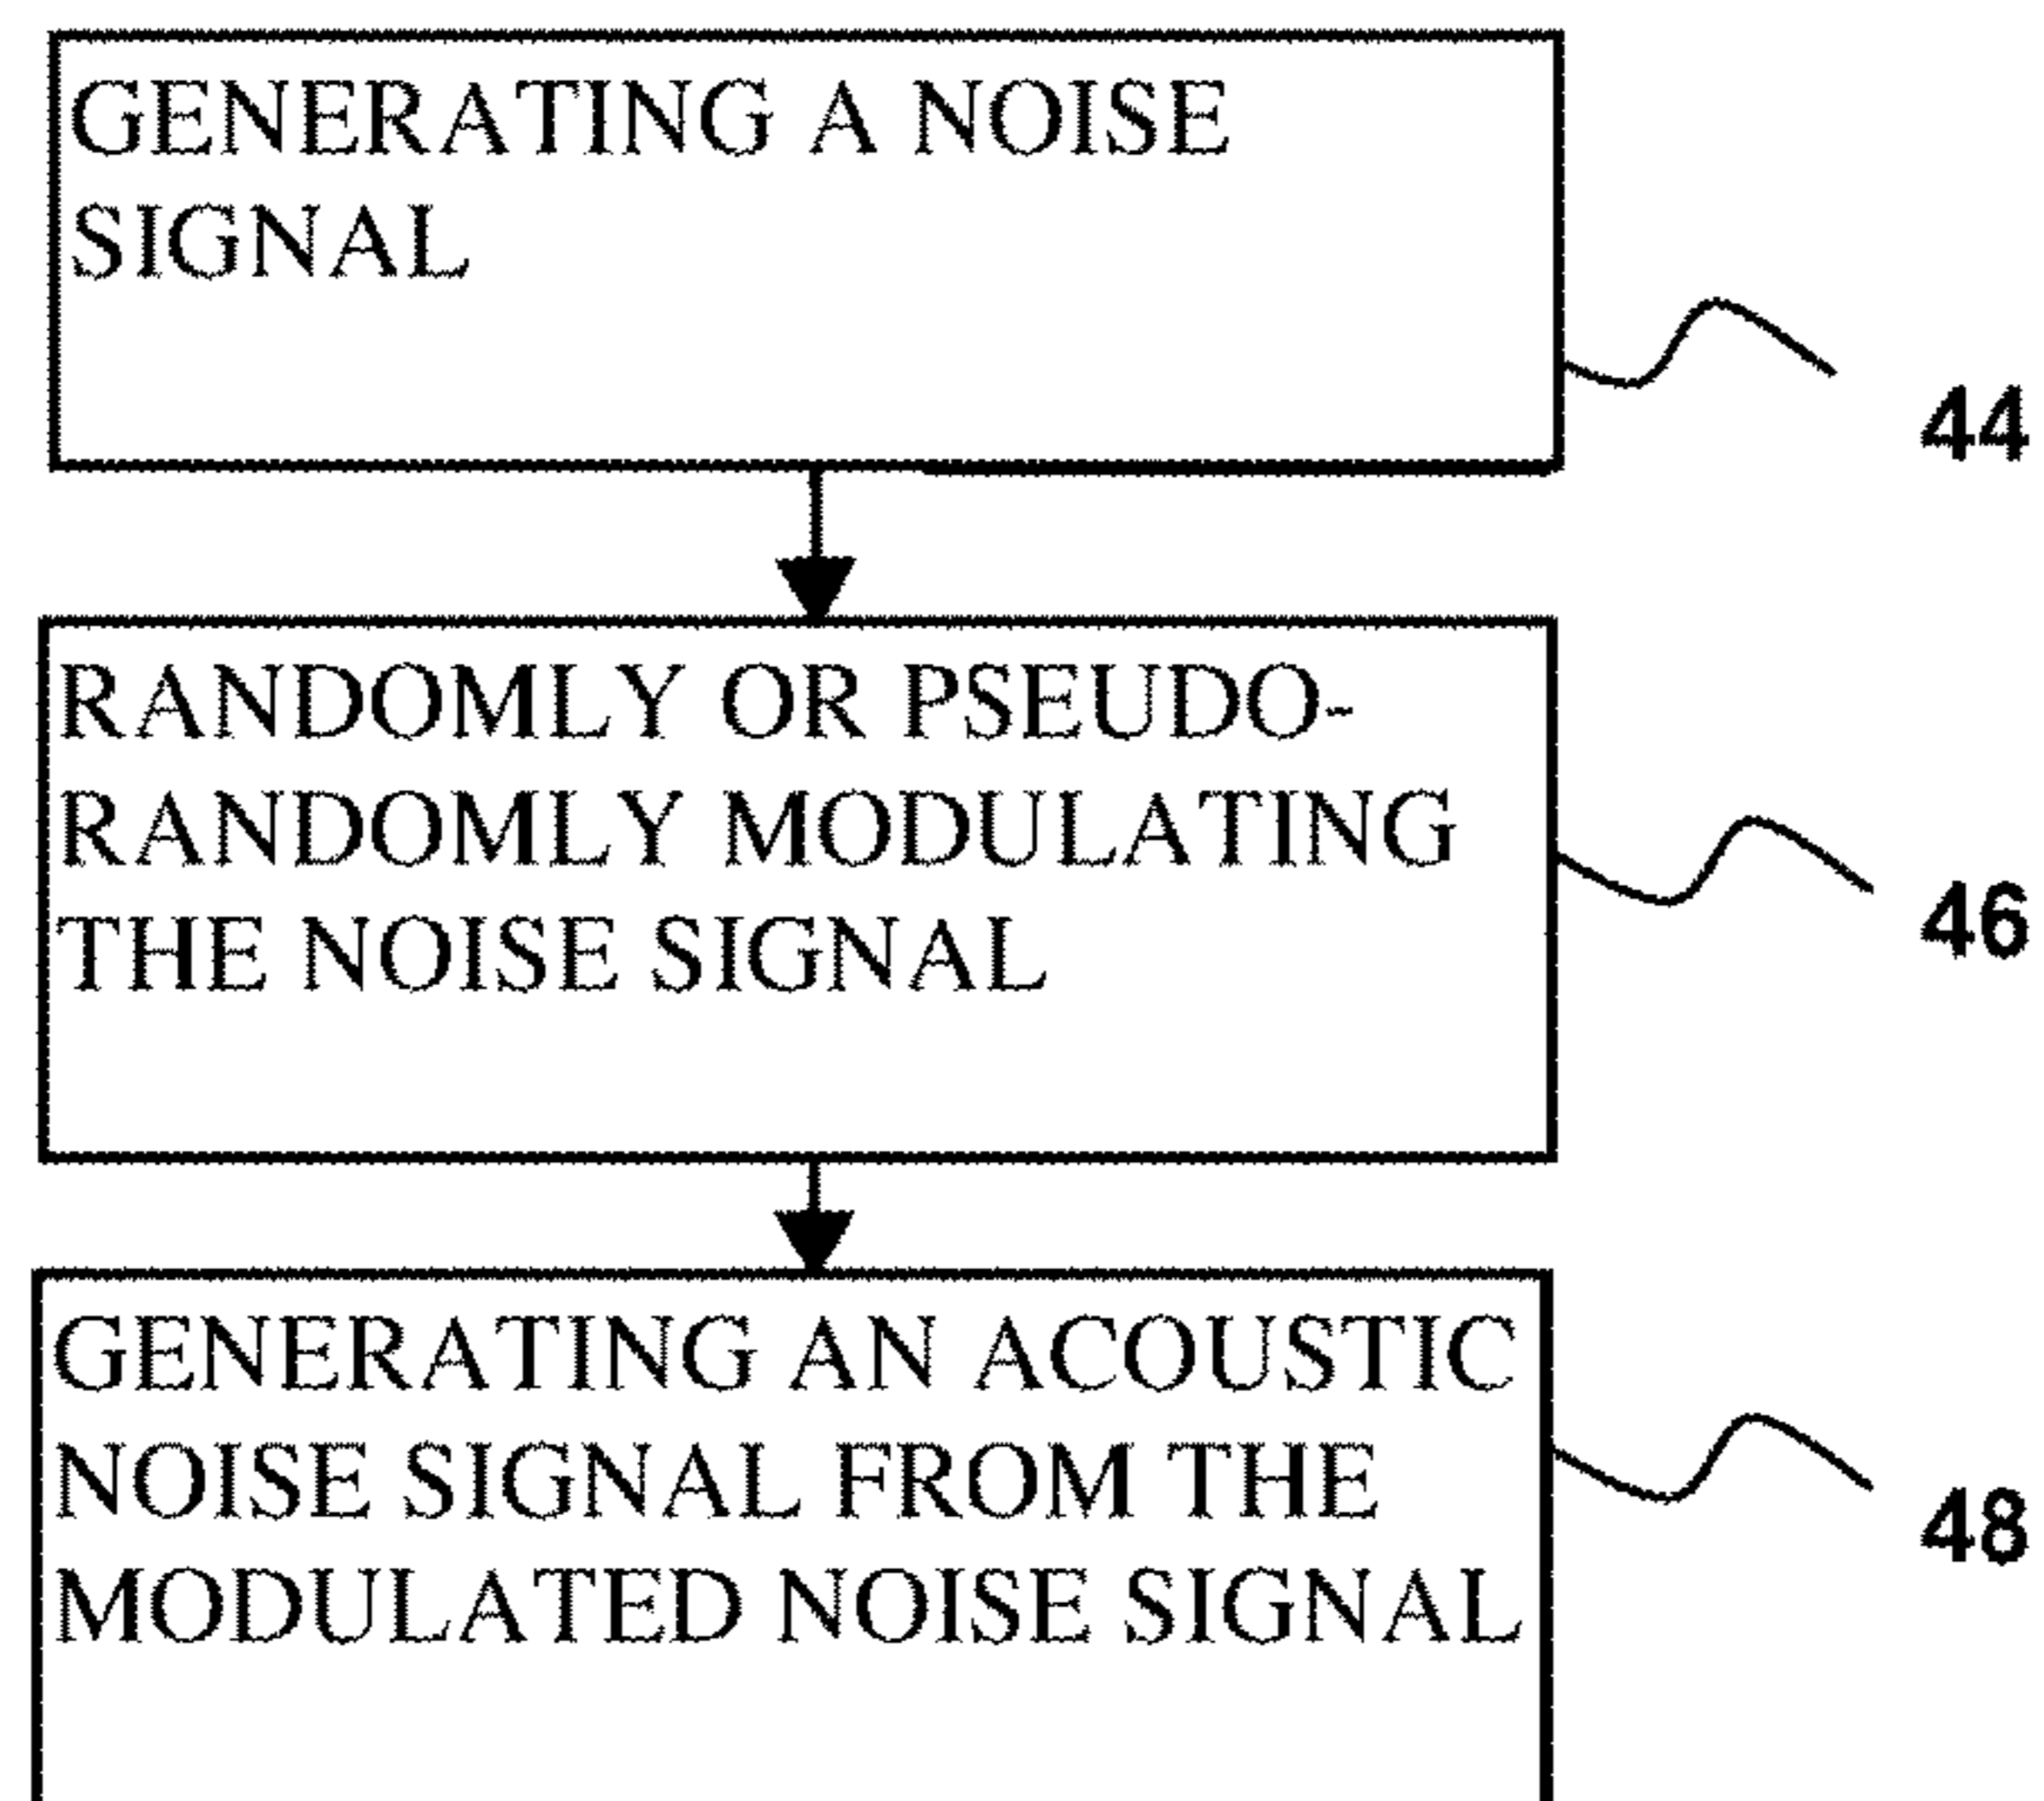 GENERATING A NOISE
SIGNAL
44
RANDOMLY OR PSEUDO-
RANDOMLY MODULATING
THE NOISE SIGNAL
46
GENERATING AN ACOUSTIC
NOISE SIGNAL FROM THE
MODULATED NOISE SIGNAL
48